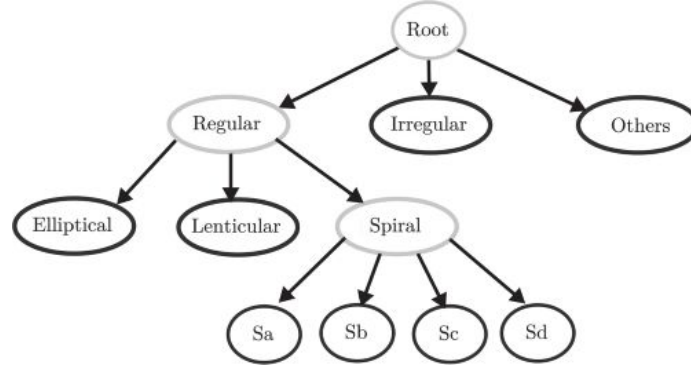 Root
Regular
Irregular
Others
Elliptical
Lenticular
Spiral
Sa
Sb
Sc
Sd